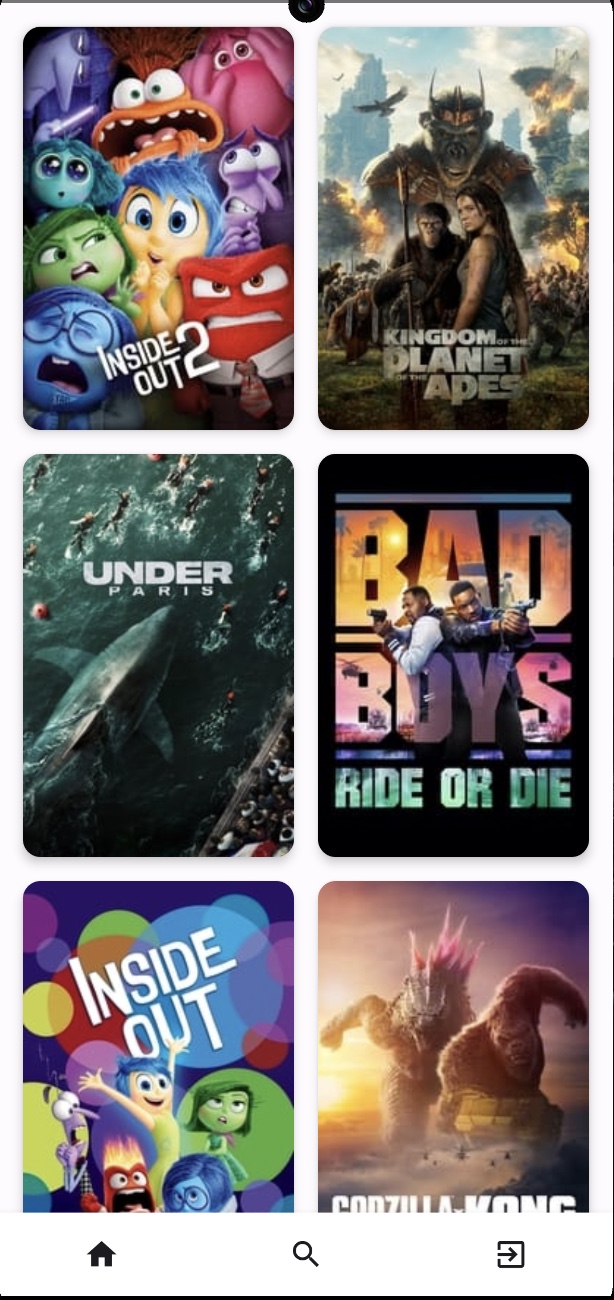 INSIDE
OUT 2
KINGDOM OF THE
PLANET
OF THE APES
UNDER
PARIS
BAD
BOYS
RIDE OR DIE
INSIDE
OUT
GODZILLA x KONG